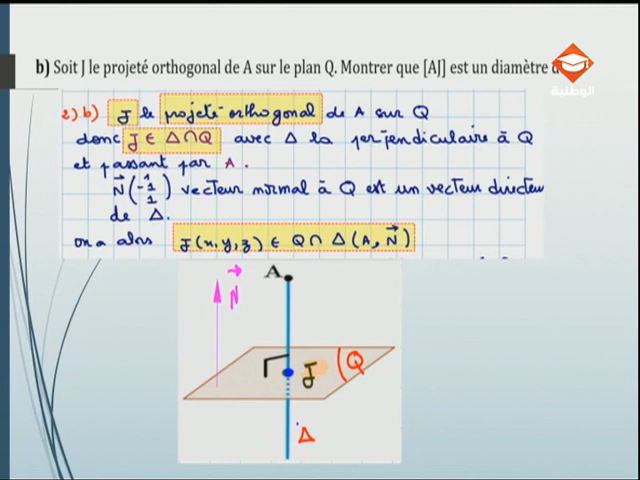 b) Soit J le projeté orthogonal de A sur le plan Q. Montrer que [AJ] est un diamètre d
الوطنية
2) b) J le projeté orthogonal de A sur Q
donc J ∈ Δ∩Q avec Δ la perpendiculaire à Q
et passant par A.
N⃗(1 -1 1) vecteur normal à Q est un vecteur directeur
de Δ.
on a alors J(x, y, z) ∈ Q ∩ Δ(A, N⃗)
A
N⃗
J
(Q
Δ